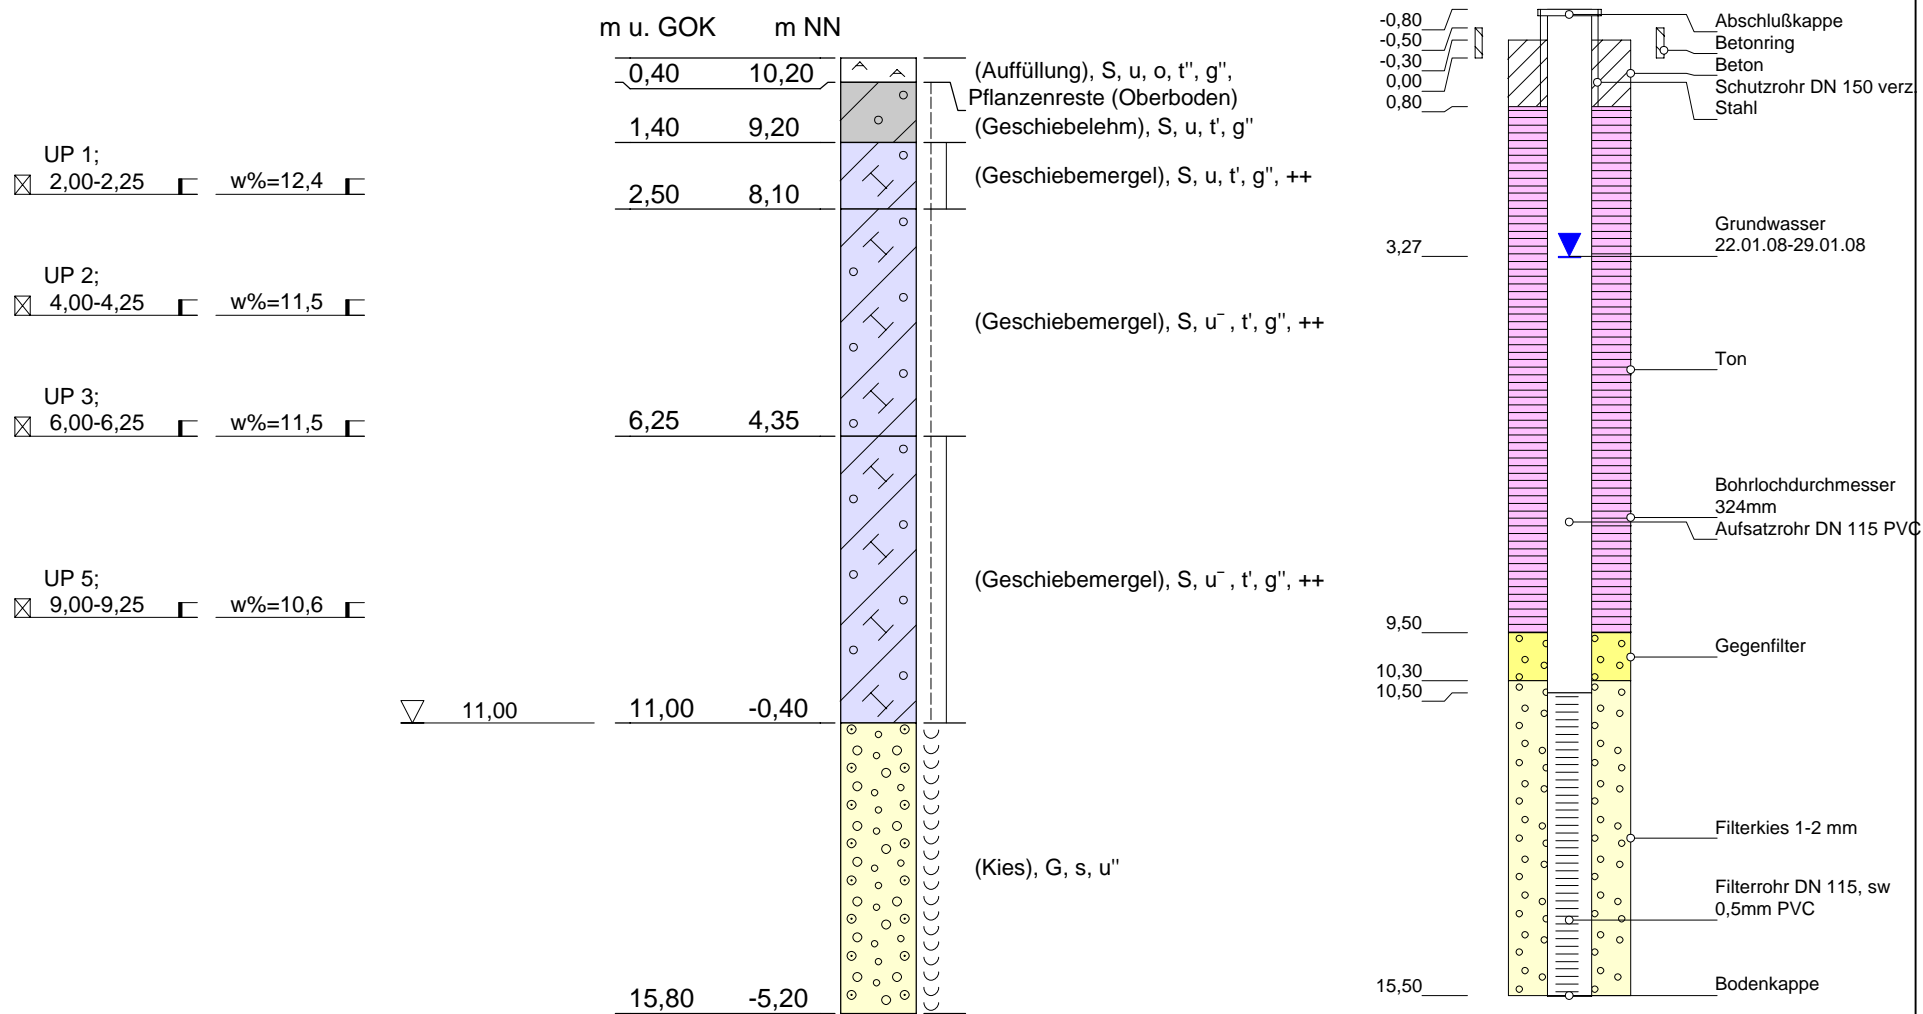 m u. GOK m NN
0,40 10,20
1,40 9,20
2,50 8,10
6,25 4,35
11,00 -0,40
15,80 -5,20
UP 1;
2,00-2,25 w%=12,4
UP 2;
4,00-4,25 w%=11,5
UP 3;
6,00-6,25 w%=11,5
UP 5;
9,00-9,25 w%=10,6
11,00
(Auffüllung), S, u, o, t'', g'',
Pflanzenreste (Oberboden)
(Geschiebelehm), S, u, t', g''
(Geschiebemergel), S, u, t', g'', ++
(Geschiebemergel), S, u¯, t', g'', ++
(Geschiebemergel), S, u¯, t', g'', ++
(Kies), G, s, u''
-0,80
-0,50
-0,30
0,00
0,80
3,27
9,50
10,30
10,50
15,50
Abschlußkappe
Betonring
Beton
Schutzrohr DN 150 verz.
Stahl
Grundwasser
22.01.08-29.01.08
Ton
Bohrlochdurchmesser
324mm
Aufsatzrohr DN 115 PVC
Gegenfilter
Filterkies 1-2 mm
Filterrohr DN 115, sw
0,5mm PVC
Bodenkappe